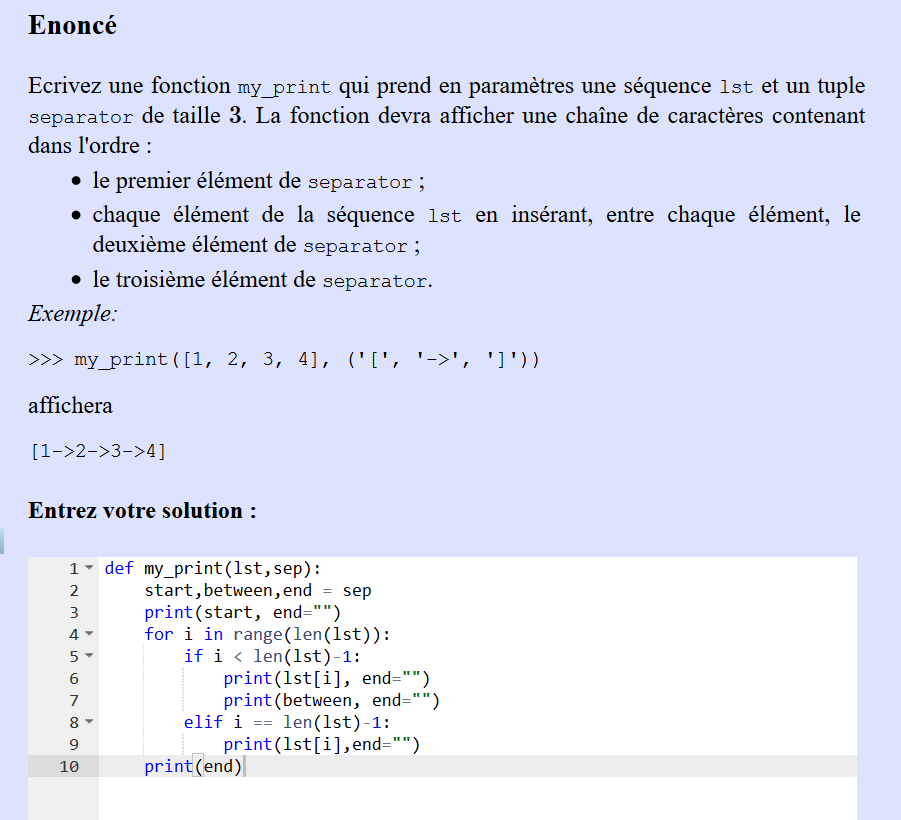 Enoncé
Ecrivez une fonction my_print qui prend en paramètres une séquence lst et un tuple
separator de taille 3. La fonction devra afficher une chaîne de caractères contenant
dans l'ordre :
• le premier élément de separator ;
• chaque élément de la séquence lst en insérant, entre chaque élément, le
deuxième élément de separator ;
• le troisième élément de separator.
Exemple:
>>> my_print([1, 2, 3, 4], ('[', '->', ']'))
affichera
[1->2->3->4]
Entrez votre solution :
1 def my_print(lst,sep):
2     start,between,end = sep
3     print(start, end="")
4     for i in range(len(lst)):
5         if i < len(lst)-1:
6             print(lst[i], end="")
7             print(between, end="")
8         elif i == len(lst)-1:
9             print(lst[i],end="")
10     print(end)